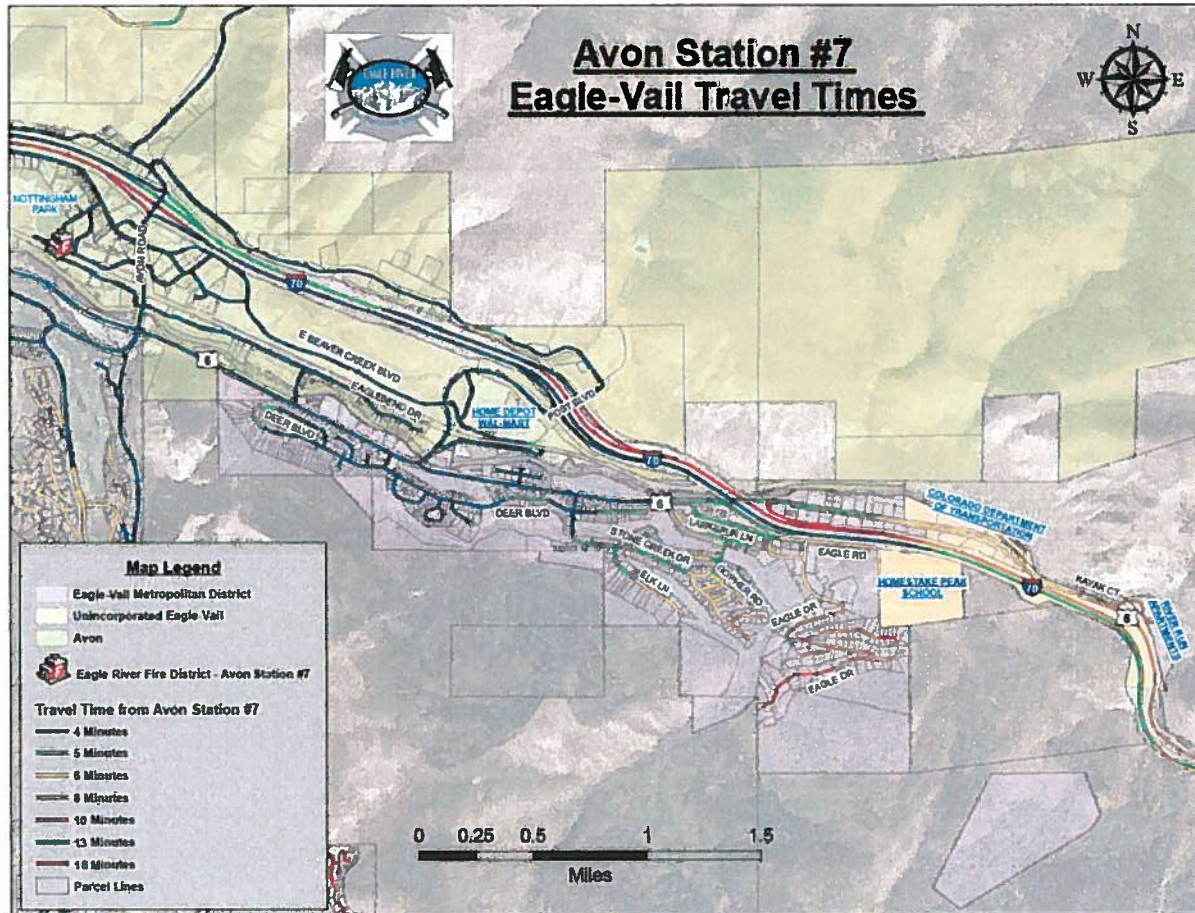 Avon Station #7
Eagle-Vail Travel Times
EAGLE RIVER
N
W E
S
NOTTINGHAM
PARK
AVON ROAD
70
E BEAVER CREEK BLVD
6
EAGLEBEND DR
DEER BLVD
HOME DEPOT
WAL-MART
POST BLVD
70
6
DEER BLVD
COLORADO DEPARTMENT
OF TRANSPORTATION
LARKSPUR LN
EAGLE RD
STONE CREEK DR
ELK LN
HOMESTAKE PEAK
SCHOOL
EAGLE DR
EAGLE DR
70
KAYAK CT
6
RIVER RUN
APARTMENTS
Map Legend
Eagle-Vail Metropolitan District
Unincorporated Eagle Vail
Avon
Eagle River Fire District - Avon Station #7
Travel Time from Avon Station #7
4 Minutes
5 Minutes
6 Minutes
8 Minutes
10 Minutes
13 Minutes
18 Minutes
Parcel Lines
0 0.25 0.5 1 1.5
Miles